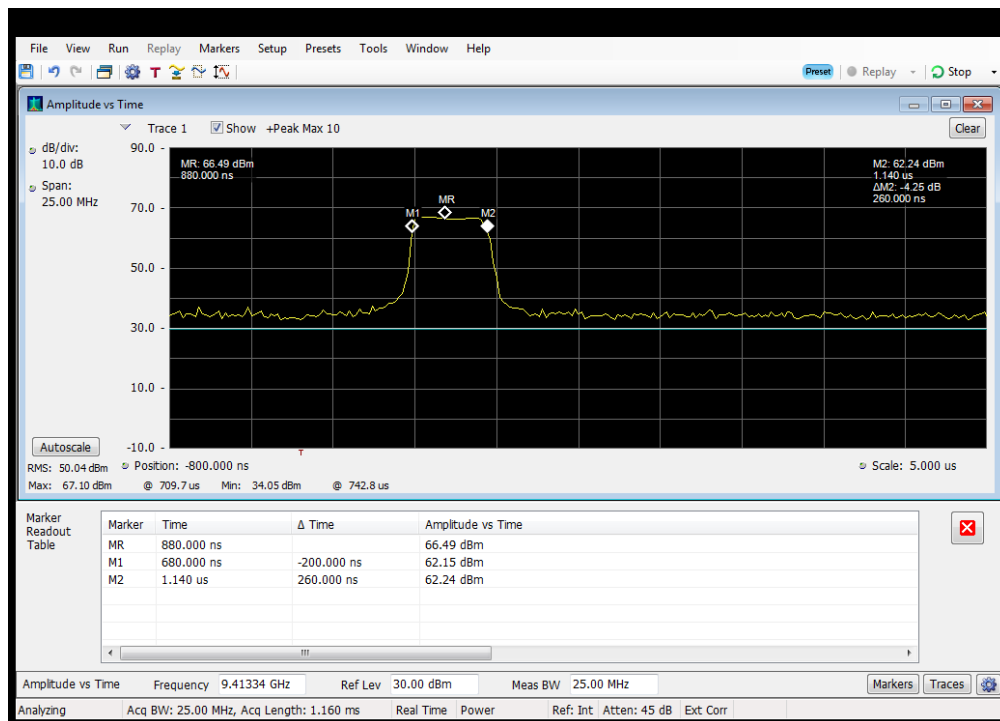 File View Run Replay Markers Setup Presets Tools Window Help
T Preset Replay Stop
Amplitude vs Time
Trace 1 Show +Peak Max 10 Clear
dB/div:
10.0 dB
Span:
25.00 MHz
90.0 -
70.0 -
50.0 -
30.0 -
10.0 -
-10.0 -
MR: 66.49 dBm
880.000 ns
M2: 62.24 dBm
1.140 us
ΔM2: -4.25 dB
260.000 ns
MR
M1 M2
Autoscale
T
Position: -800.000 ns Scale: 5.000 us
RMS: 50.04 dBm
Max: 67.10 dBm @ 709.7 us Min: 34.05 dBm @ 742.8 us
Marker
Readout
Table
Marker Time Δ Time Amplitude vs Time
MR 880.000 ns 66.49 dBm
M1 680.000 ns -200.000 ns 62.15 dBm
M2 1.140 us 260.000 ns 62.24 dBm
Amplitude vs Time Frequency 9.41334 GHz Ref Lev 30.00 dBm Meas BW 25.00 MHz Markers Traces
Analyzing Acq BW: 25.00 MHz, Acq Length: 1.160 ms Real Time Power Ref: Int Atten: 45 dB Ext Corr